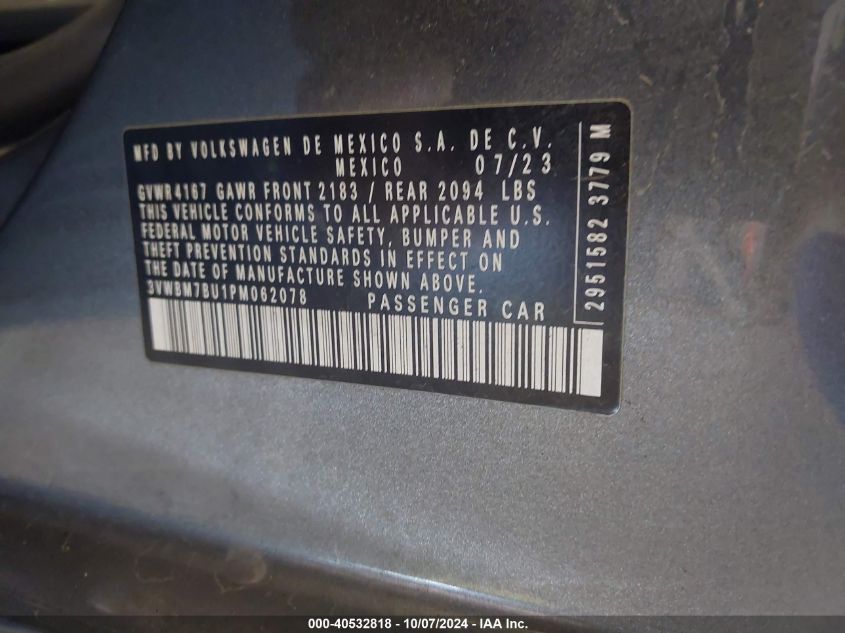 MFD BY VOLKSWAGEN DE MEXICO S.A. DE C.V.
MEXICO 07/23
GVWR 4167 GAWR FRONT 2183 / REAR 2094 LBS
THIS VEHICLE CONFORMS TO ALL APPLICABLE U.S.
FEDERAL MOTOR VEHICLE SAFETY, BUMPER AND
THEFT PREVENTION STANDARDS IN EFFECT ON
THE DATE OF MANUFACTURE SHOWN ABOVE.
3VWBM7BU1PM062078 PASSENGER CAR
2951582 3779 M
000-40532818 - 10/07/2024 - IAA Inc.